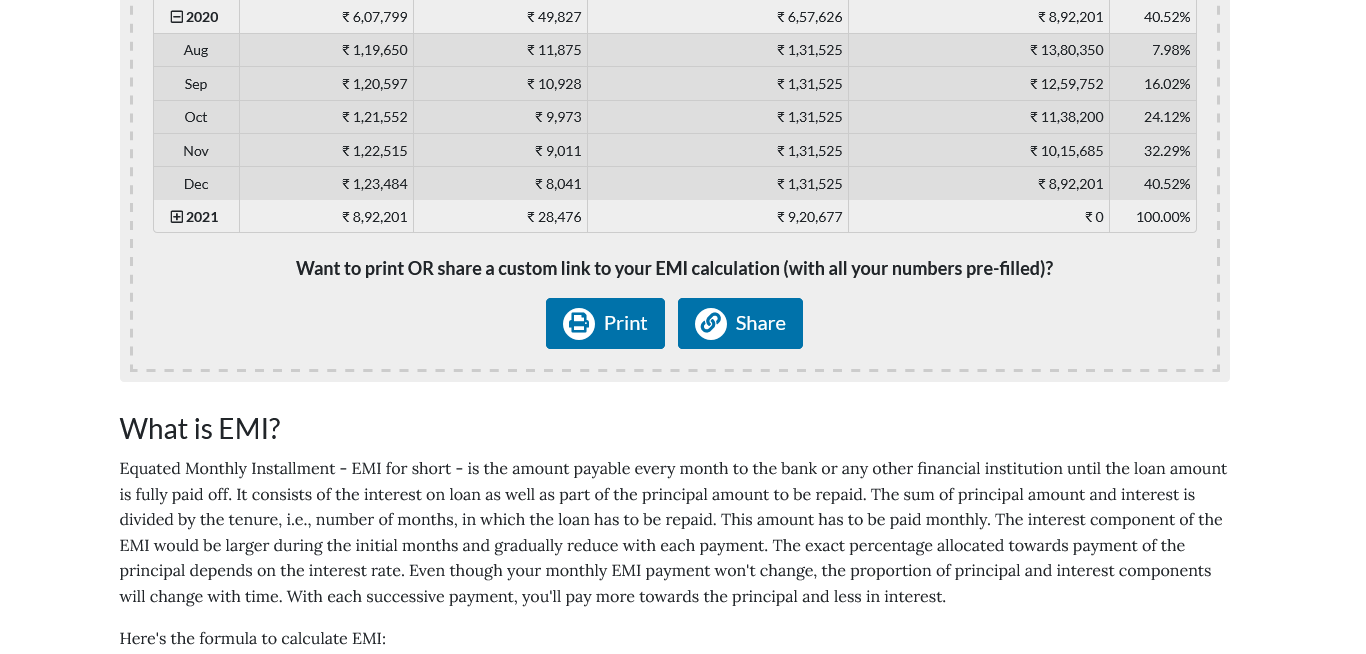 2020 ₹ 6,07,799 ₹ 49,827 ₹ 6,57,626 ₹ 8,92,201 40.52%
Aug ₹ 1,19,650 ₹ 11,875 ₹ 1,31,525 ₹ 13,80,350 7.98%
Sep ₹ 1,20,597 ₹ 10,928 ₹ 1,31,525 ₹ 12,59,752 16.02%
Oct ₹ 1,21,552 ₹ 9,973 ₹ 1,31,525 ₹ 11,38,200 24.12%
Nov ₹ 1,22,515 ₹ 9,011 ₹ 1,31,525 ₹ 10,15,685 32.29%
Dec ₹ 1,23,484 ₹ 8,041 ₹ 1,31,525 ₹ 8,92,201 40.52%
2021 ₹ 8,92,201 ₹ 28,476 ₹ 9,20,677 ₹ 0 100.00%
Want to print OR share a custom link to your EMI calculation (with all your numbers pre-filled)?
Print Share
What is EMI?
Equated Monthly Installment - EMI for short - is the amount payable every month to the bank or any other financial institution until the loan amount
is fully paid off. It consists of the interest on loan as well as part of the principal amount to be repaid. The sum of principal amount and interest is
divided by the tenure, i.e., number of months, in which the loan has to be repaid. This amount has to be paid monthly. The interest component of the
EMI would be larger during the initial months and gradually reduce with each payment. The exact percentage allocated towards payment of the
principal depends on the interest rate. Even though your monthly EMI payment won't change, the proportion of principal and interest components
will change with time. With each successive payment, you'll pay more towards the principal and less in interest.
Here's the formula to calculate EMI: